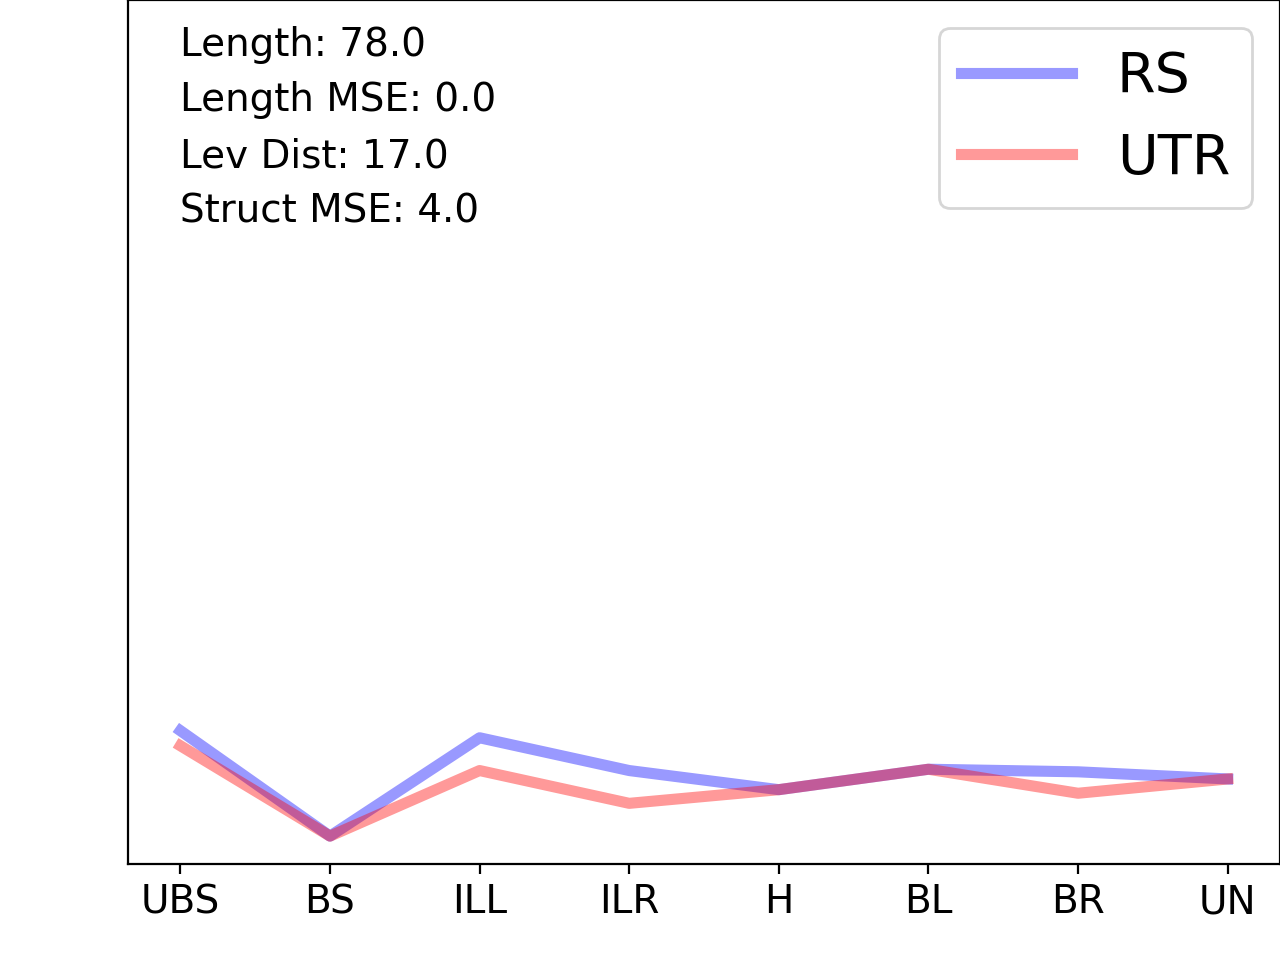 Length: 78.0
Length MSE: 0.0
Lev Dist: 17.0
Struct MSE: 4.0
RS
UTR
UBS BS ILL ILR H BL BR UN